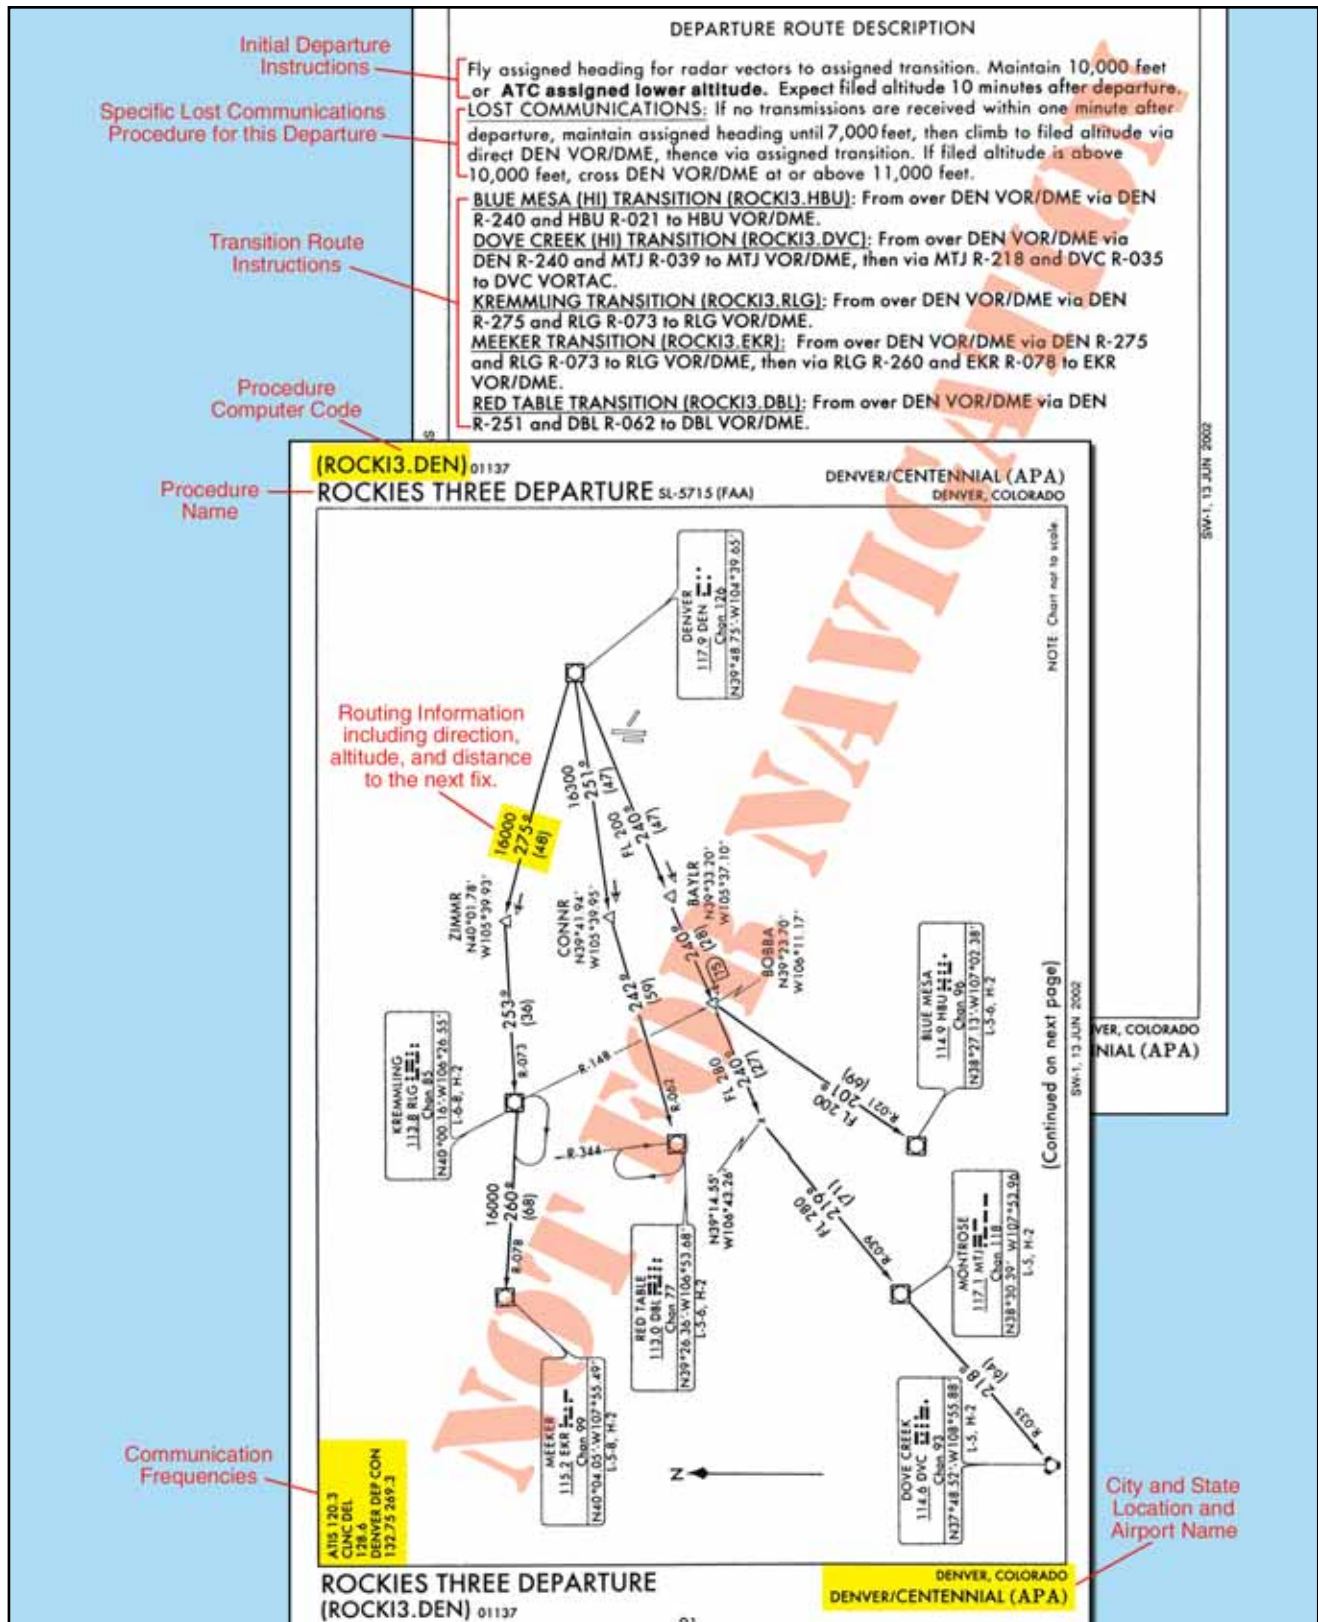 DEPARTURE ROUTE DESCRIPTION
Initial Departure
Instructions
Fly assigned heading for radar vectors to assigned transition. Maintain 10,000 feet
or ATC assigned lower altitude. Expect filed altitude 10 minutes after departure.
Specific Lost Communications
Procedure for this Departure
LOST COMMUNICATIONS: If no transmissions are received within one minute after
departure, maintain assigned heading until 7,000 feet, then climb to filed altitude via
direct DEN VOR/DME, thence via assigned transition. If filed altitude is above
10,000 feet, cross DEN VOR/DME at or above 11,000 feet.
Transition Route
Instructions
BLUE MESA (HI) TRANSITION (ROCKI3.HBU): From over DEN VOR/DME via DEN
R-240 and HBU R-021 to HBU VOR/DME.
DOVE CREEK (HI) TRANSITION (ROCKI3.DVC): From over DEN VOR/DME via
DEN R-240 and MTJ R-039 to MTJ VOR/DME, then via MTJ R-218 and DVC R-035
to DVC VORTAC.
KREMMLING TRANSITION (ROCKI3.RLG): From over DEN VOR/DME via DEN
R-275 and RLG R-073 to RLG VOR/DME.
MEEKER TRANSITION (ROCKI3.EKR): From over DEN VOR/DME via DEN R-275
and RLG R-073 to RLG VOR/DME, then via RLG R-260 and EKR R-078 to EKR
VOR/DME.
RED TABLE TRANSITION (ROCKI3.DBL): From over DEN VOR/DME via DEN
R-251 and DBL R-062 to DBL VOR/DME.
SW-1, 13 JUN 2002
Procedure
Computer Code
(ROCKI3.DEN) 01137
Procedure
Name
ROCKIES THREE DEPARTURE SL-5715 (FAA)
DENVER/CENTENNIAL (APA)
DENVER, COLORADO
NOTE: Chart not to scale.
DENVER
117.9 DEN
Chan 126
N39°48.75'-W104°39.65'
Routing Information
including direction,
altitude, and distance
to the next fix.
16000
275°
(48)
16300
251°
(47)
FL 200
240°
(47)
ZIMMR
N40°01.78'
W105°39.93'
CONNR
N39°41.94'
W105°39.95'
BAYLR
N39°33.20'
W105°37.10'
240°
(28)
15
BOBBA
N39°23.70'
W106°11.17'
253°
(36)
R-073
242°
(59)
R-062
R-148
KREMMLING
113.8 RLG
Chan 85
N40°00.16'-W106°26.55'
L-6-8, H-2
BLUE MESA
114.9 HBU
Chan 96
N38°27.13'-W107°02.38'
L-5-6, H-2
FL 280
240°
(27)
FL 200
201°
(69)
R-021
R-344
16000
260°
(68)
R-078
N39°14.55'
W106°43.26'
FL 280
219°
(71)
R-039
RED TABLE
113.0 DBL
Chan 77
N39°26.36'-W106°53.68'
L-5-6, H-2
MONTROSE
117.1 MTJ
Chan 118
N38°30.39' W107°53.96
L-5, H-2
MEEKER
115.2 EKR
Chan 99
N40°04.05'-W107°55.49'
L-5-8, H-2
DOVE CREEK
114.6 DVC
Chan 93
N37°48.52'-W108°55.88'
L-5, H-2
218°
(64)
R-035
N
(Continued on next page)
SW-1, 13 JUN 2002
VER, COLORADO
NIAL (APA)
NOT FOR NAVIGATION
Communication
Frequencies
ATIS 120.3
CLNC DEL
128.6
DENVER DEP CON
132.75 269.3
City and State
Location and
Airport Name
ROCKIES THREE DEPARTURE
(ROCKI3.DEN) 01137
DENVER, COLORADO
DENVER/CENTENNIAL (APA)